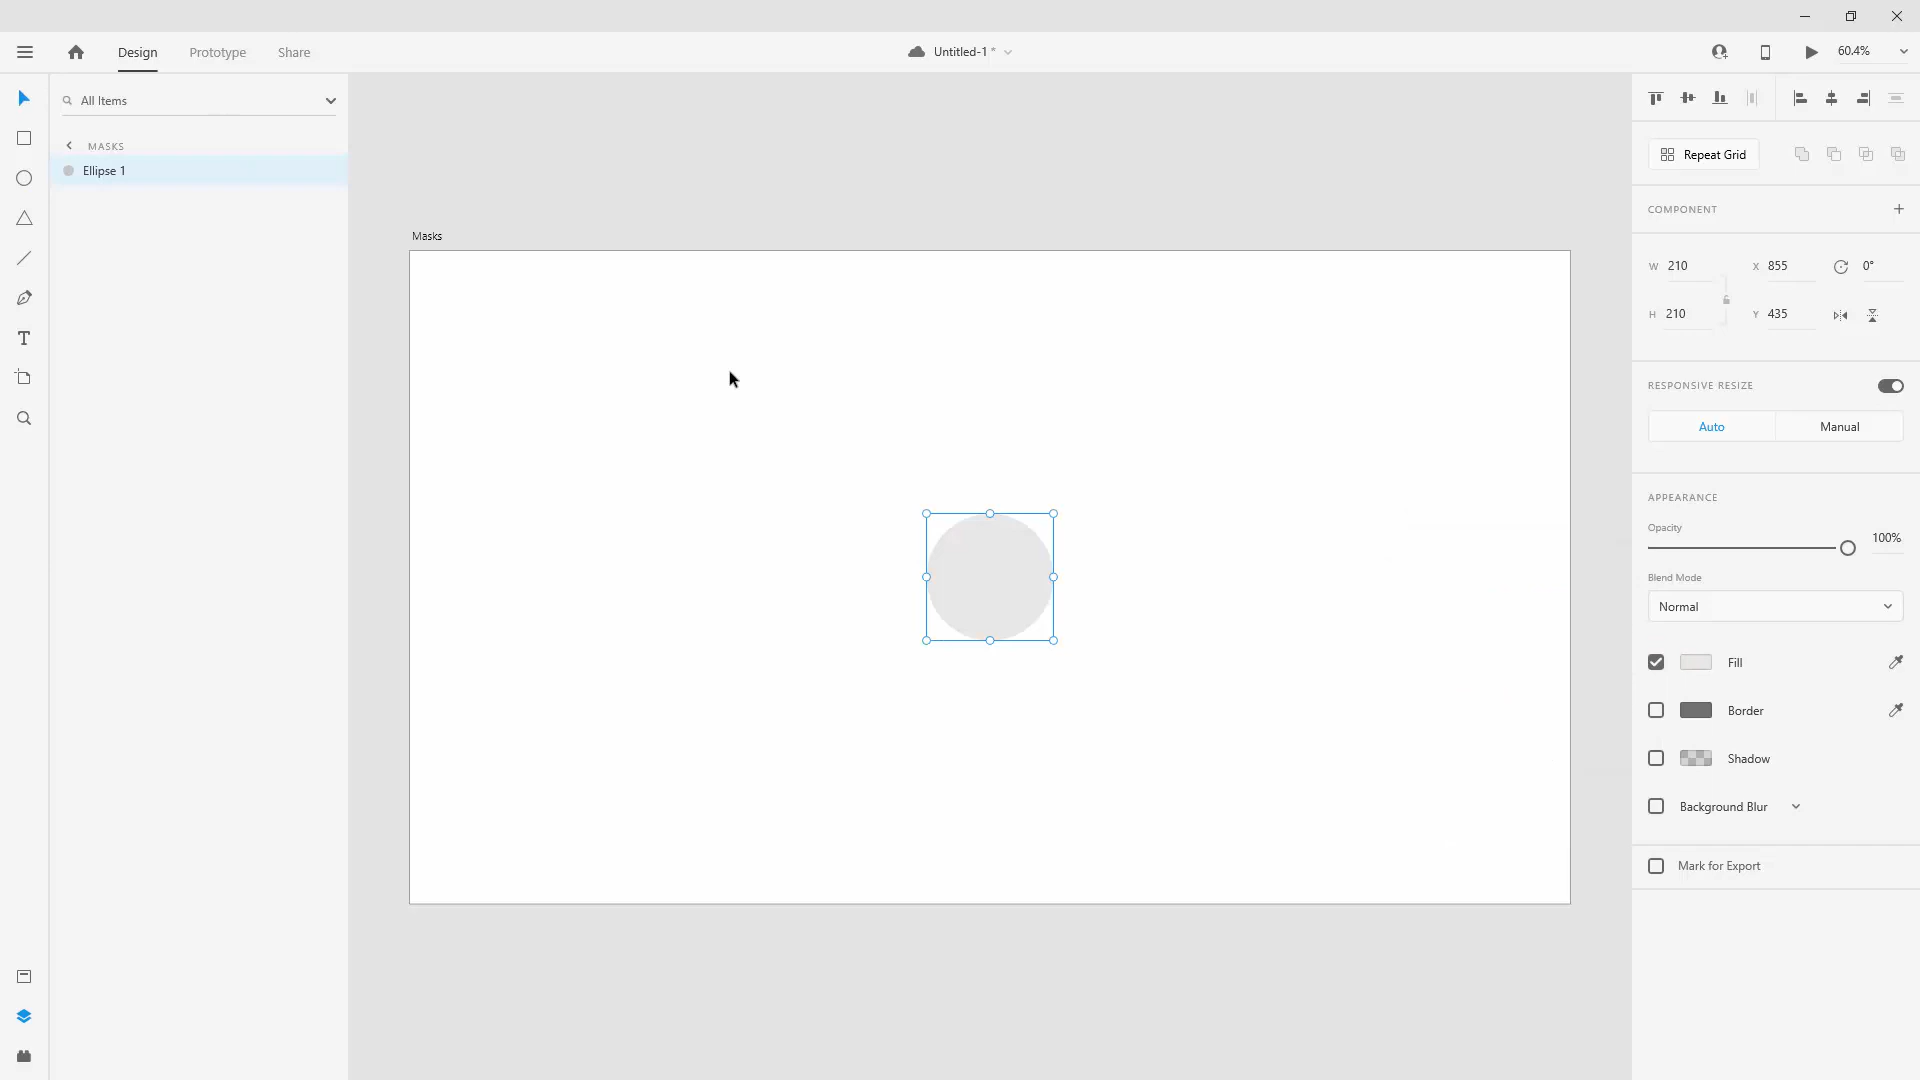 Design
Prototype
Share
Untitled-1 *
60.4%
All Items
MASKS
Ellipse 1
Masks
Repeat Grid
COMPONENT
W 210
X 855
0°
H 210
Y 435
RESPONSIVE RESIZE
Auto
Manual
APPEARANCE
Opacity
100%
Blend Mode
Normal
Fill
Border
Shadow
Background Blur
Mark for Export